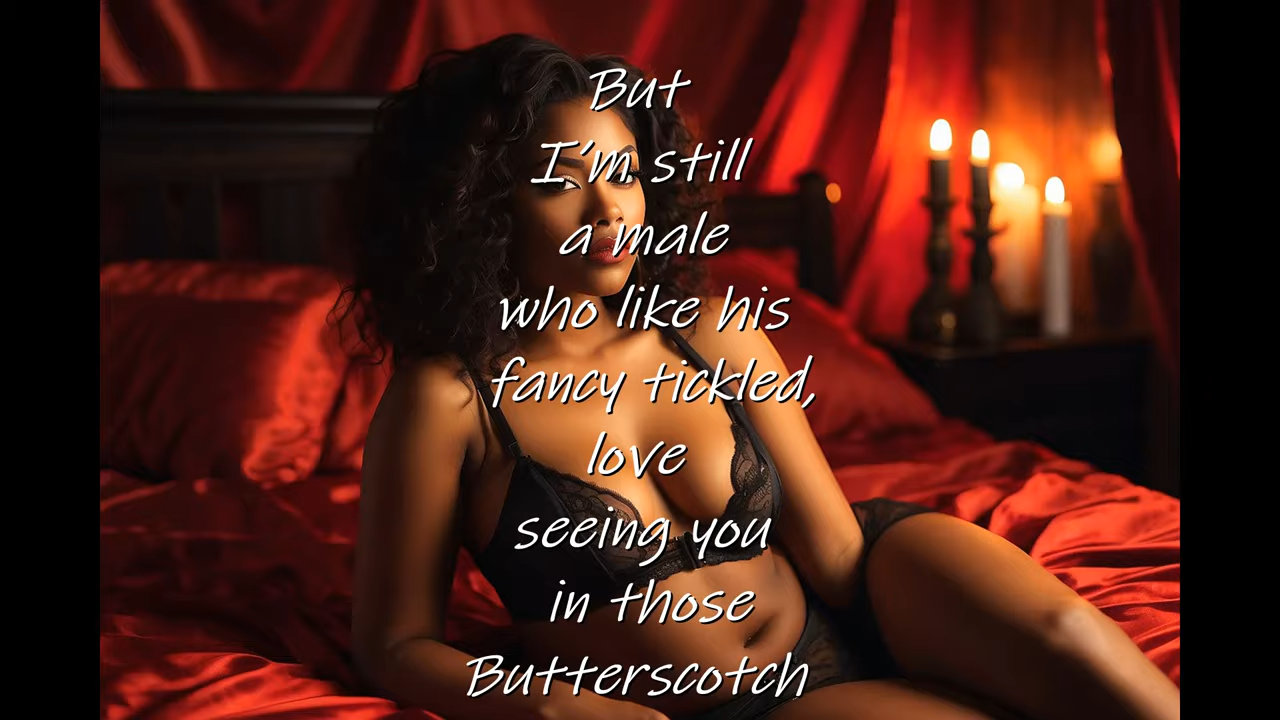 But
I'm still
a male
who like his
fancy tickled,
love
seeing you
in those
Butterscotch